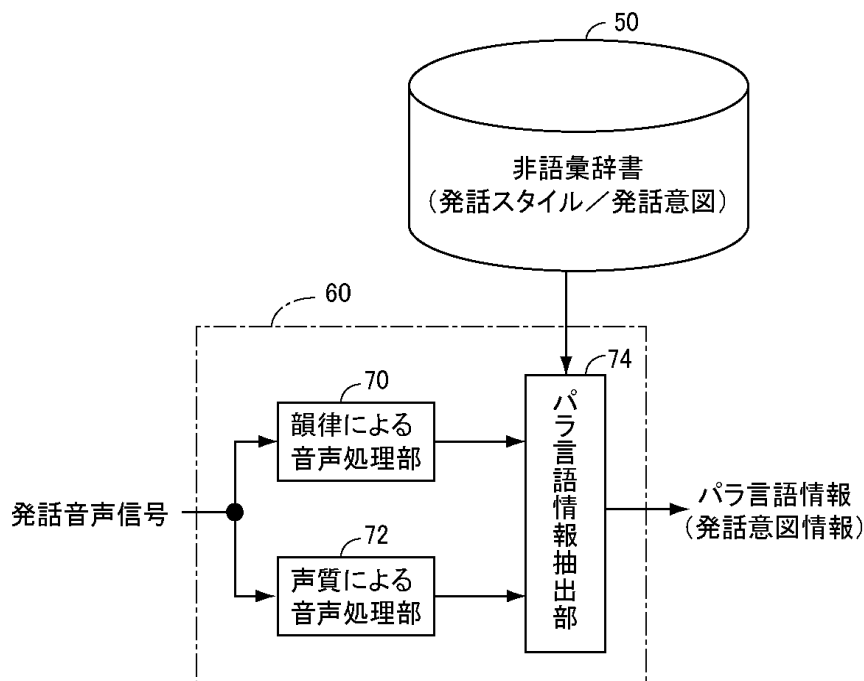 50
非語彙辞書
(発話スタイル／発話意図)
60
74
70
韻律による
音声処理部
パラ言語情報抽出部
発話音声信号
72
声質による
音声処理部
パラ言語情報
(発話意図情報)